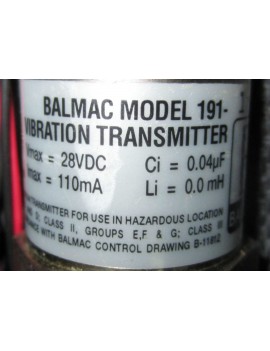 BALMAC MODEL 191-
VIBRATION TRANSMITTER
max = 28VDC Ci = 0.04µF
max = 110mA Li = 0.0 mH
TRANSMITTER FOR USE IN HAZARDOUS LOCATION
D; CLASS II, GROUPS E,F & G; CLASS III
WITH BALMAC CONTROL DRAWING